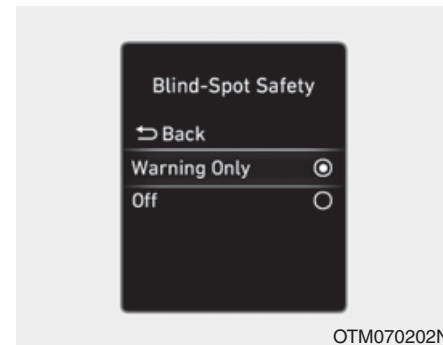 Blind-Spot Safety
Back
Warning Only
Off
OTM070202N